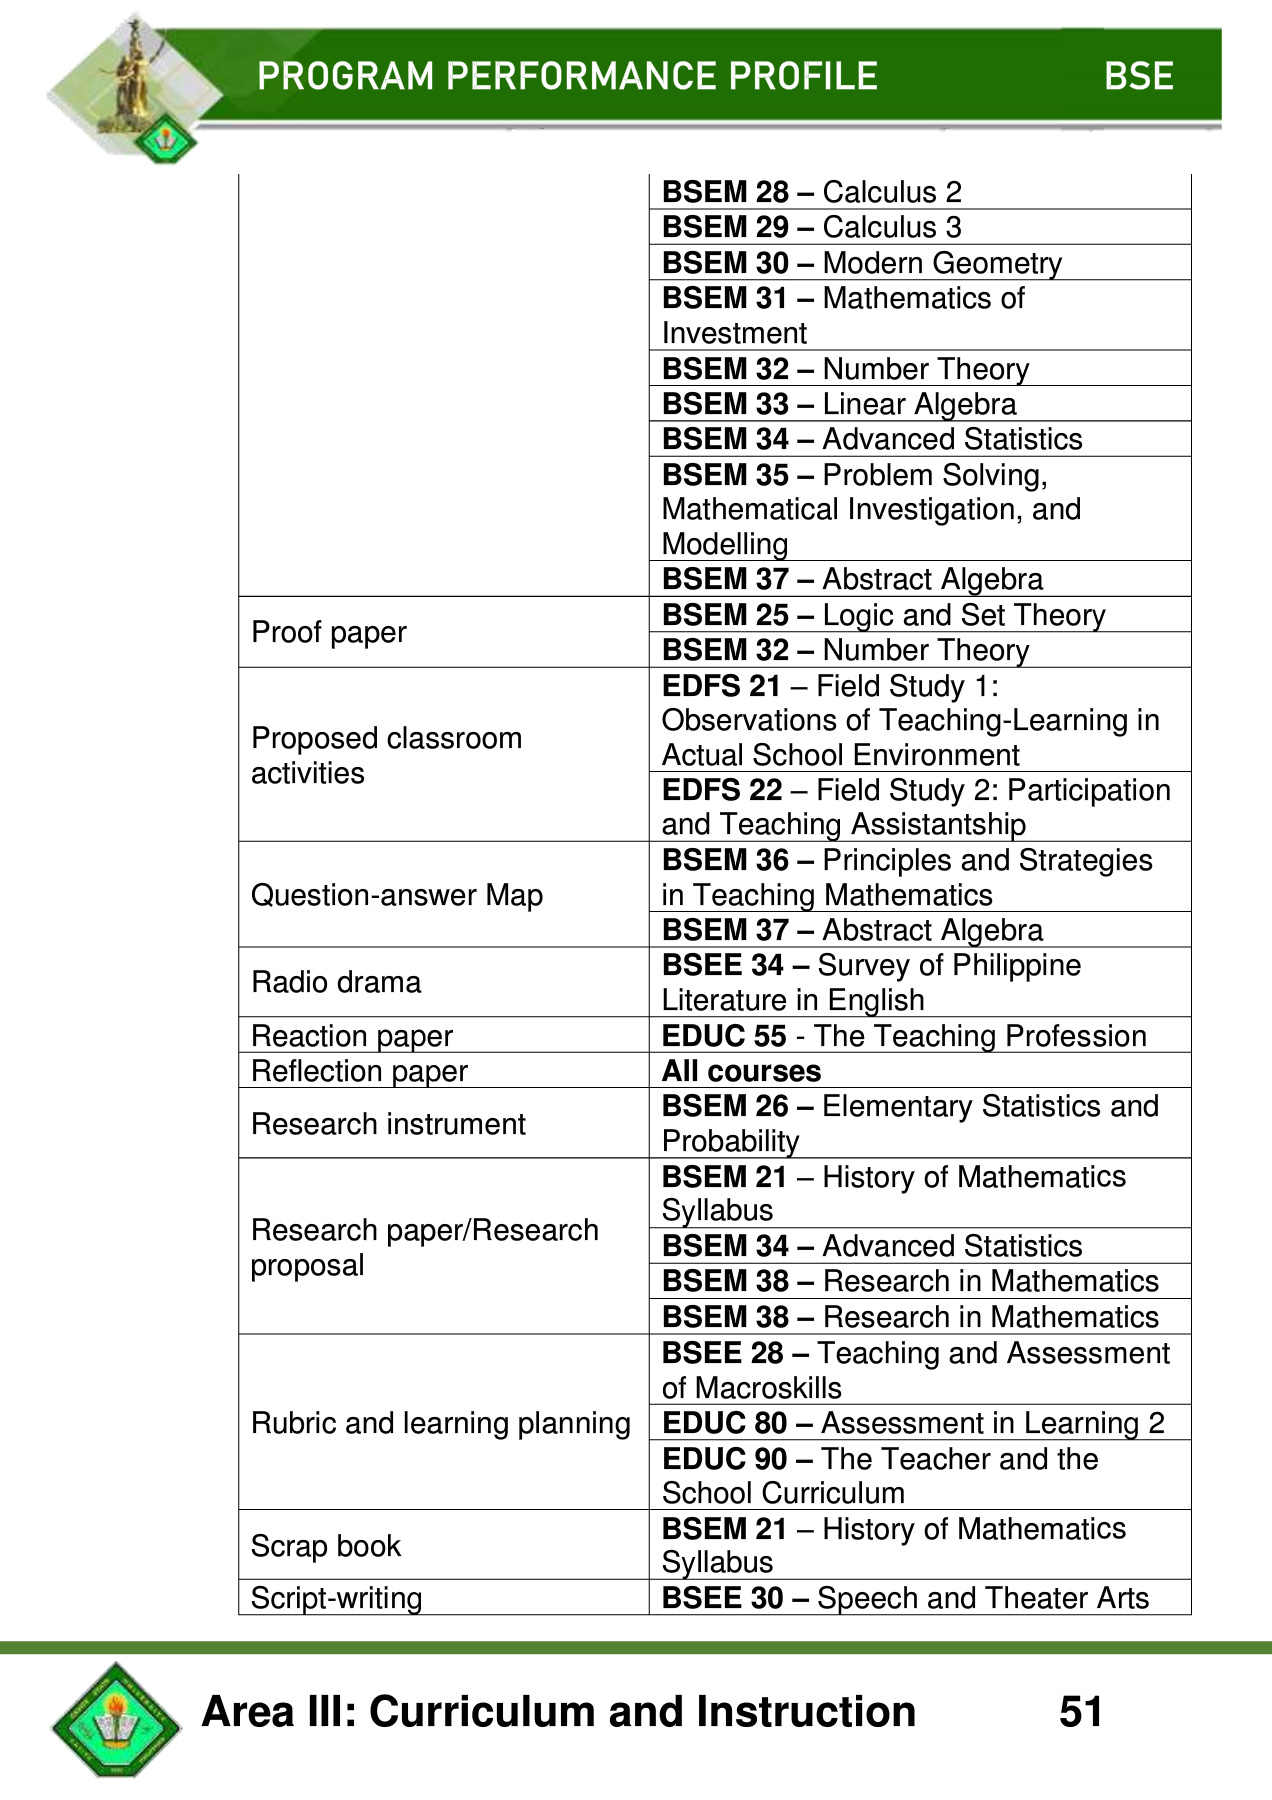 PROGRAM PERFORMANCE PROFILE BSE
BSEM 28 – Calculus 2
BSEM 29 – Calculus 3
BSEM 30 – Modern Geometry
BSEM 31 – Mathematics of
Investment
BSEM 32 – Number Theory
BSEM 33 – Linear Algebra
BSEM 34 – Advanced Statistics
BSEM 35 – Problem Solving,
Mathematical Investigation, and
Modelling
BSEM 37 – Abstract Algebra
Proof paper
BSEM 25 – Logic and Set Theory
BSEM 32 – Number Theory
Proposed classroom
activities
EDFS 21 – Field Study 1:
Observations of Teaching-Learning in
Actual School Environment
EDFS 22 – Field Study 2: Participation
and Teaching Assistantship
Question-answer Map
BSEM 36 – Principles and Strategies
in Teaching Mathematics
BSEM 37 – Abstract Algebra
Radio drama
BSEE 34 – Survey of Philippine
Literature in English
Reaction paper
EDUC 55 - The Teaching Profession
Reflection paper
All courses
Research instrument
BSEM 26 – Elementary Statistics and
Probability
Research paper/Research
proposal
BSEM 21 – History of Mathematics
Syllabus
BSEM 34 – Advanced Statistics
BSEM 38 – Research in Mathematics
BSEM 38 – Research in Mathematics
Rubric and learning planning
BSEE 28 – Teaching and Assessment
of Macroskills
EDUC 80 – Assessment in Learning 2
EDUC 90 – The Teacher and the
School Curriculum
Scrap book
BSEM 21 – History of Mathematics
Syllabus
Script-writing
BSEE 30 – Speech and Theater Arts
Area III: Curriculum and Instruction 51